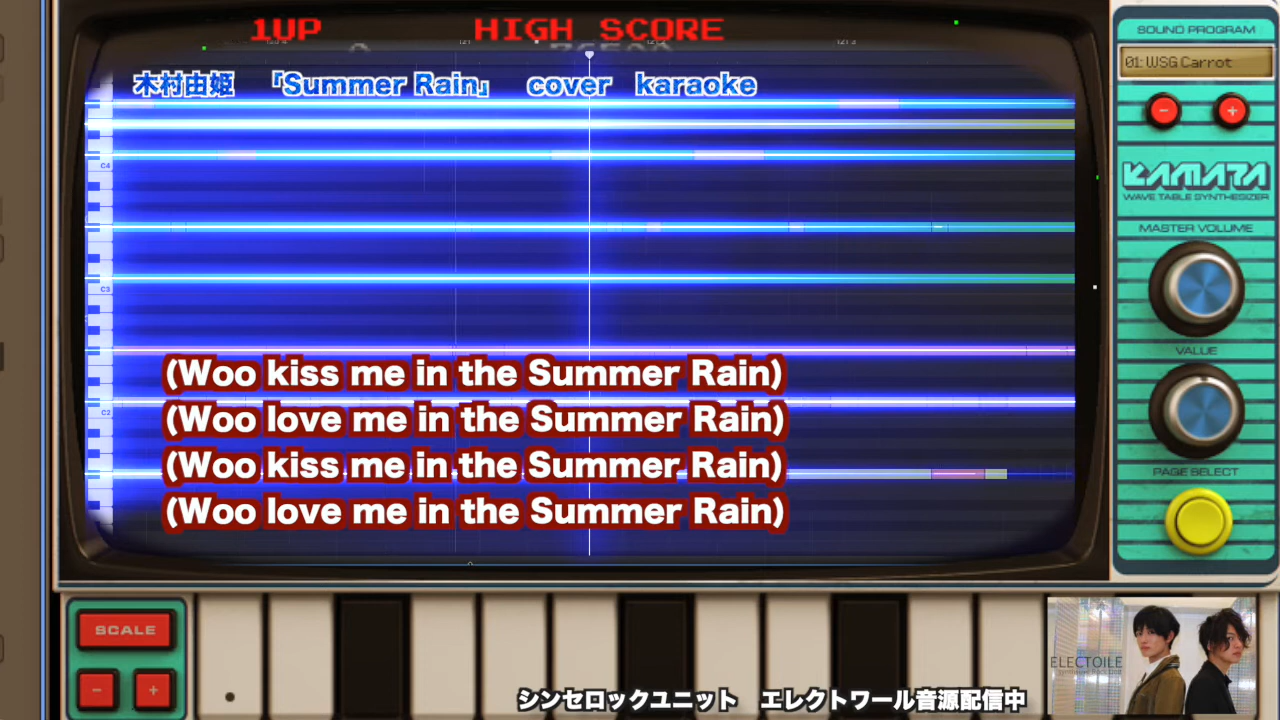 1UP HIGH SCORE
木村由姫 「Summer Rain」 cover karaoke
C4
C3
C2
(Woo kiss me in the Summer Rain)
(Woo love me in the Summer Rain)
(Woo kiss me in the Summer Rain)
(Woo love me in the Summer Rain)
SOUND PROGRAM
01: WSG Carrot
KAMATA
WAVE TABLE SYNTHESIZER
MASTER VOLUME
VALUE
PAGE SELECT
SCALE
ELECTOILE
シンセロックユニット エレクトワール音源配信中